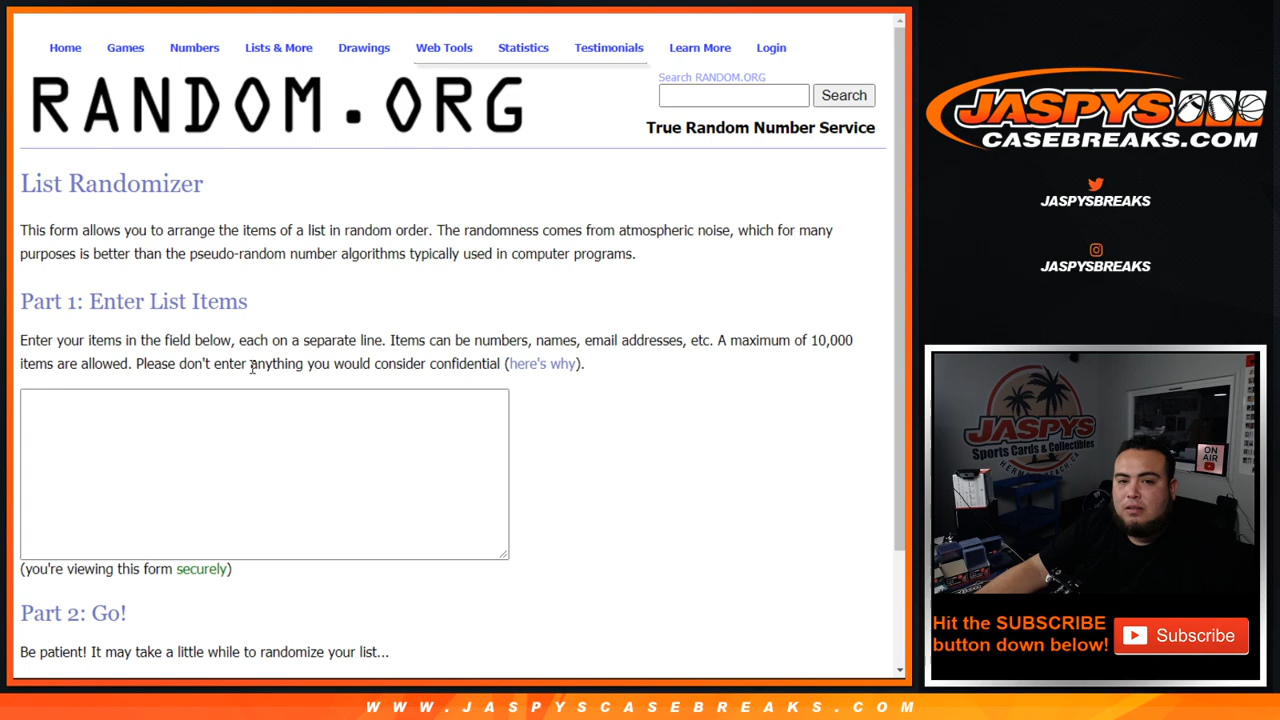 Home Games Numbers Lists & More Drawings Web Tools Statistics Testimonials Learn More Login
RANDOM.ORG
Search RANDOM.ORG
Search
True Random Number Service
List Randomizer
This form allows you to arrange the items of a list in random order. The randomness comes from atmospheric noise, which for many
purposes is better than the pseudo-random number algorithms typically used in computer programs.
Part 1: Enter List Items
Enter your items in the field below, each on a separate line. Items can be numbers, names, email addresses, etc. A maximum of 10,000
items are allowed. Please don't enter anything you would consider confidential (here's why).
(you're viewing this form securely)
Part 2: Go!
Be patient! It may take a little while to randomize your list...
JASPYS
CASEBREAKS.COM
JASPYSBREAKS
JASPYSBREAKS
JASPYS
Sports Cards & Collectibles
HERMOSA BEACH, CA
ON
AIR
Hit the SUBSCRIBE
button down below!
Subscribe
WWW.JASPYSCASEBREAKS.COM